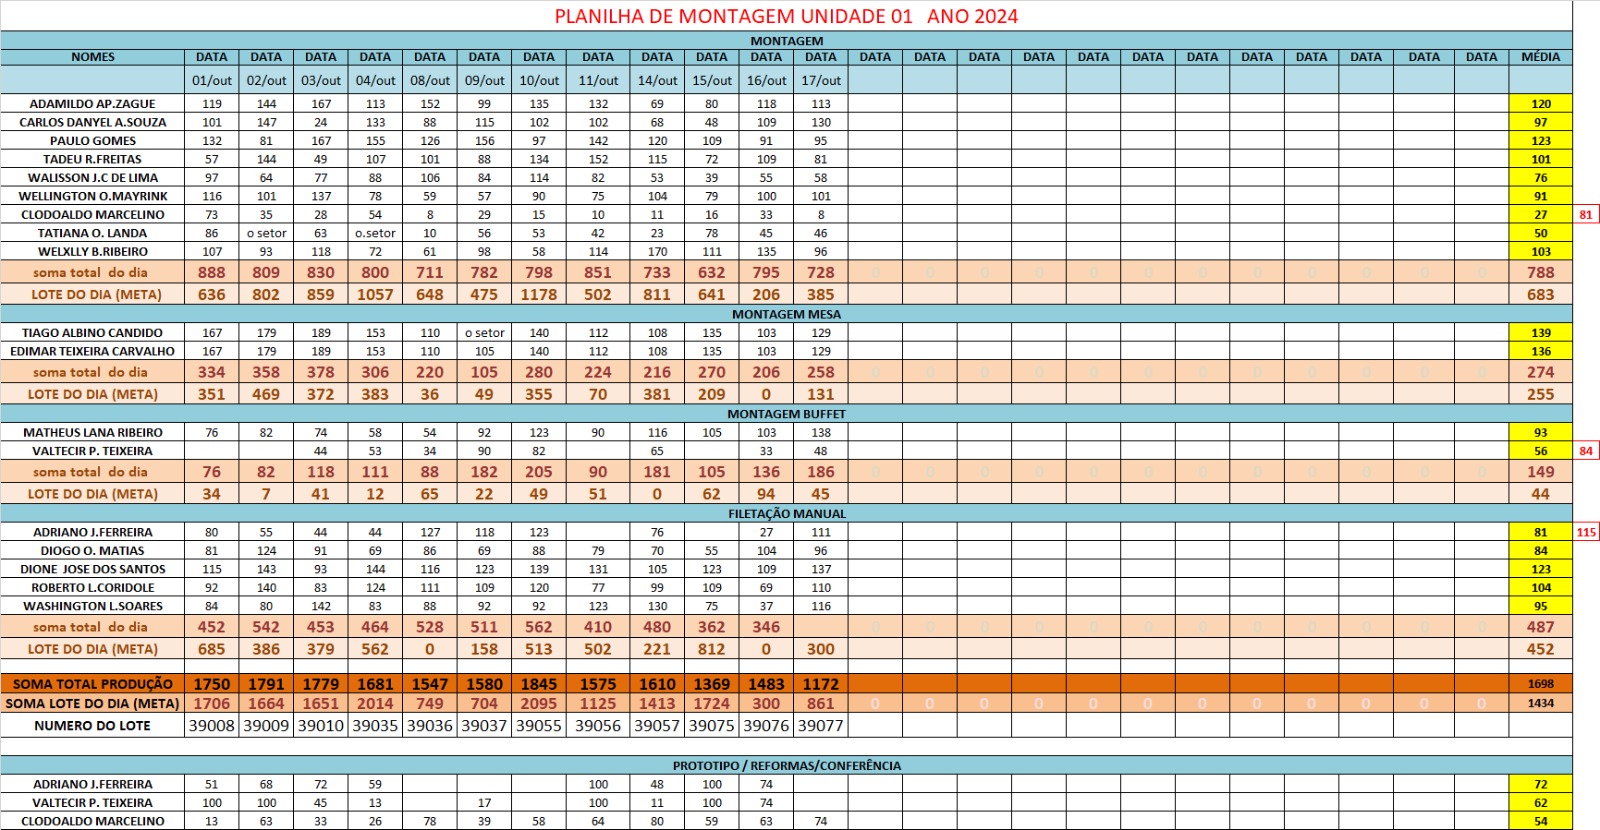 PLANILHA DE MONTAGEM UNIDADE 01 ANO 2024
MONTAGEM
NOMES DATA DATA DATA DATA DATA DATA DATA DATA DATA DATA DATA DATA DATA DATA DATA DATA DATA DATA DATA DATA DATA DATA DATA DATA MÉDIA
01/out 02/out 03/out 04/out 08/out 09/out 10/out 11/out 14/out 15/out 16/out 17/out
ADAMILDO AP.ZAGUE 119 144 167 113 152 99 135 132 69 80 118 113 120
CARLOS DANYEL A.SOUZA 101 147 24 133 88 115 102 102 68 48 109 130 97
PAULO GOMES 132 81 167 155 126 156 97 142 120 109 91 95 123
TADEU R.FREITAS 57 144 49 107 101 88 134 152 115 72 109 81 101
WALISSON J.C DE LIMA 97 64 77 88 106 84 114 82 53 39 55 58 76
WELLINGTON O.MAYRINK 116 101 137 78 59 57 90 75 104 79 100 101 91
CLODOALDO MARCELINO 73 35 28 54 8 29 15 10 11 16 33 8 27 81
TATIANA O. LANDA 86 o setor 63 o.setor 10 56 53 42 23 78 45 46 50
WELXLLY B.RIBEIRO 107 93 118 72 61 98 58 114 170 111 135 96 103
soma total do dia 888 809 830 800 711 782 798 851 733 632 795 728 0 0 0 0 0 0 0 0 0 0 0 0 788
LOTE DO DIA (META) 636 802 859 1057 648 475 1178 502 811 641 206 385 683
MONTAGEM MESA
TIAGO ALBINO CANDIDO 167 179 189 153 110 o setor 140 112 108 135 103 129 139
EDIMAR TEIXEIRA CARVALHO 167 179 189 153 110 105 140 112 108 135 103 129 136
soma total do dia 334 358 378 306 220 105 280 224 216 270 206 258 0 0 0 0 0 0 0 0 0 0 0 0 274
LOTE DO DIA (META) 351 469 372 383 36 49 355 70 381 209 0 131 255
MONTAGEM BUFFET
MATHEUS LANA RIBEIRO 76 82 74 58 54 92 123 90 116 105 103 138 93
VALTECIR P. TEIXEIRA 44 53 34 90 82 65 33 48 56 84
soma total do dia 76 82 118 111 88 182 205 90 181 105 136 186 0 0 0 0 0 0 0 0 0 0 0 0 149
LOTE DO DIA (META) 34 7 41 12 65 22 49 51 0 62 94 45 44
FILETAÇÃO MANUAL
ADRIANO J.FERREIRA 80 55 44 44 127 118 123 76 27 111 81 115
DIOGO O. MATIAS 81 124 91 69 86 69 88 79 70 55 104 96 84
DIONE JOSE DOS SANTOS 115 143 93 144 116 123 139 131 105 123 109 137 123
ROBERTO L.CORIDOLE 92 140 83 124 111 109 120 77 99 109 69 110 104
WASHINGTON L.SOARES 84 80 142 83 88 92 92 123 130 75 37 116 95
soma total do dia 452 542 453 464 528 511 562 410 480 362 346 0 0 0 0 0 0 0 0 0 0 0 0 487
LOTE DO DIA (META) 685 386 379 562 0 158 513 502 221 812 0 300 452
SOMA TOTAL PRODUÇÃO 1750 1791 1779 1681 1547 1580 1845 1575 1610 1369 1483 1172 1698
SOMA LOTE DO DIA (META) 1706 1664 1651 2014 749 704 2095 1125 1413 1724 300 861 0 0 0 0 0 0 0 0 0 0 0 0 1434
NUMERO DO LOTE 39008 39009 39010 39035 39036 39037 39055 39056 39057 39075 39076 39077
PROTOTIPO / REFORMAS/CONFERÊNCIA
ADRIANO J.FERREIRA 51 68 72 59 100 48 100 74 72
VALTECIR P. TEIXEIRA 100 100 45 13 17 100 11 100 74 62
CLODOALDO MARCELINO 13 63 33 26 78 39 58 64 80 59 63 74 54